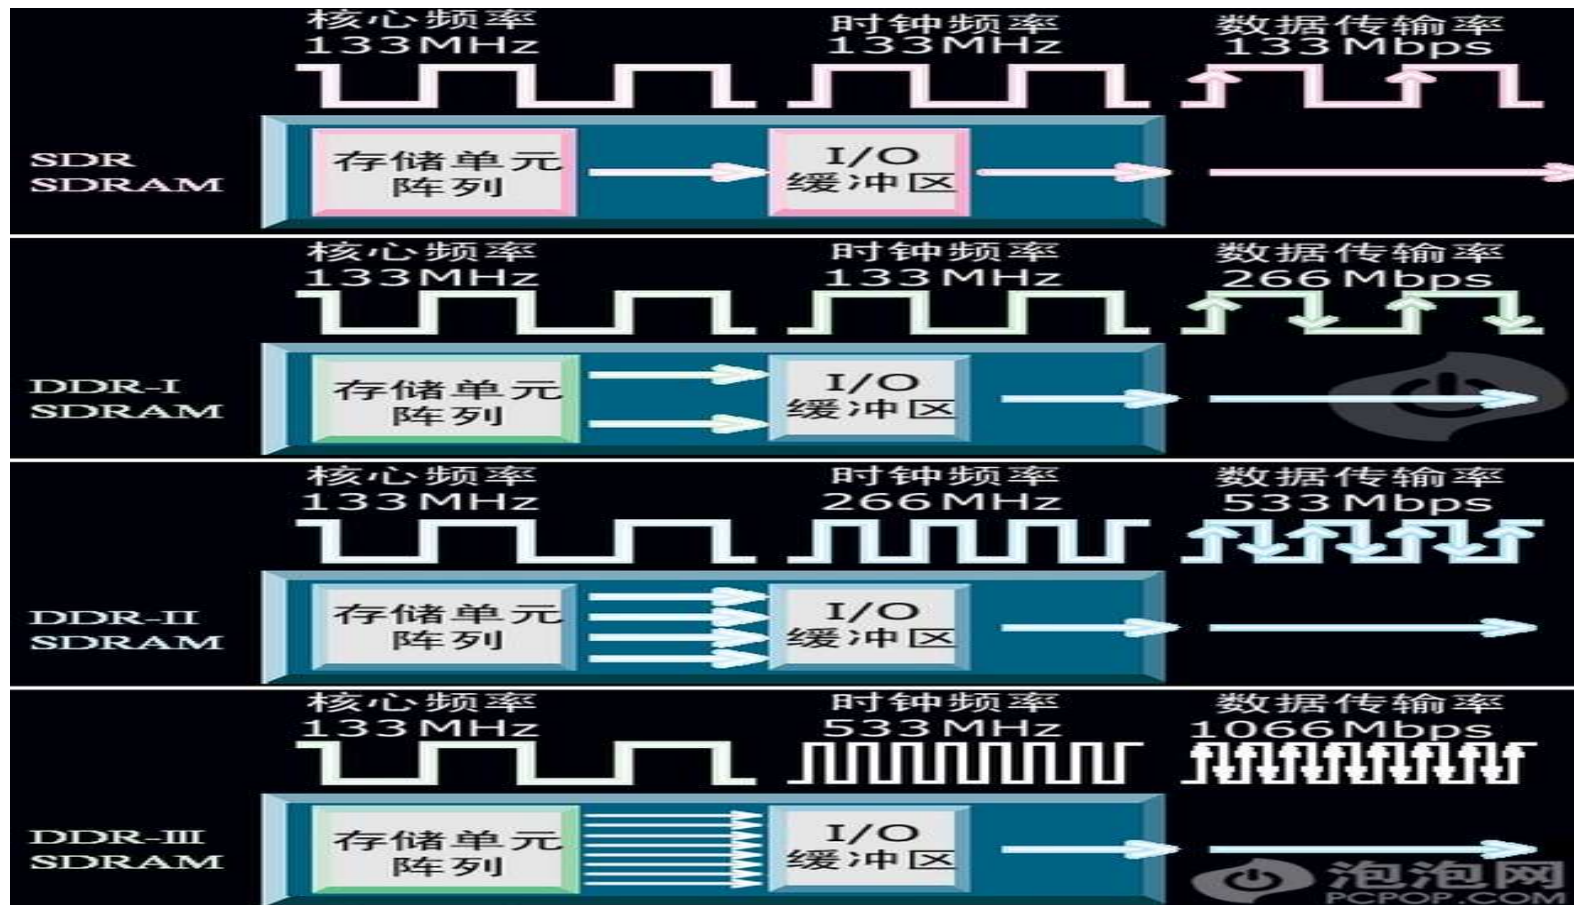 核心频率
133MHz
时钟频率
133MHz
数据传输率
133Mbps
SDR
SDRAM
存储单元
阵列
I/O
缓冲区
核心频率
133MHz
时钟频率
133MHz
数据传输率
266Mbps
DDR-I
SDRAM
存储单元
阵列
I/O
缓冲区
核心频率
133MHz
时钟频率
266MHz
数据传输率
533Mbps
DDR-II
SDRAM
存储单元
阵列
I/O
缓冲区
核心频率
133MHz
时钟频率
533MHz
数据传输率
1066Mbps
DDR-III
SDRAM
存储单元
阵列
I/O
缓冲区
泡泡网
PCPOP.COM